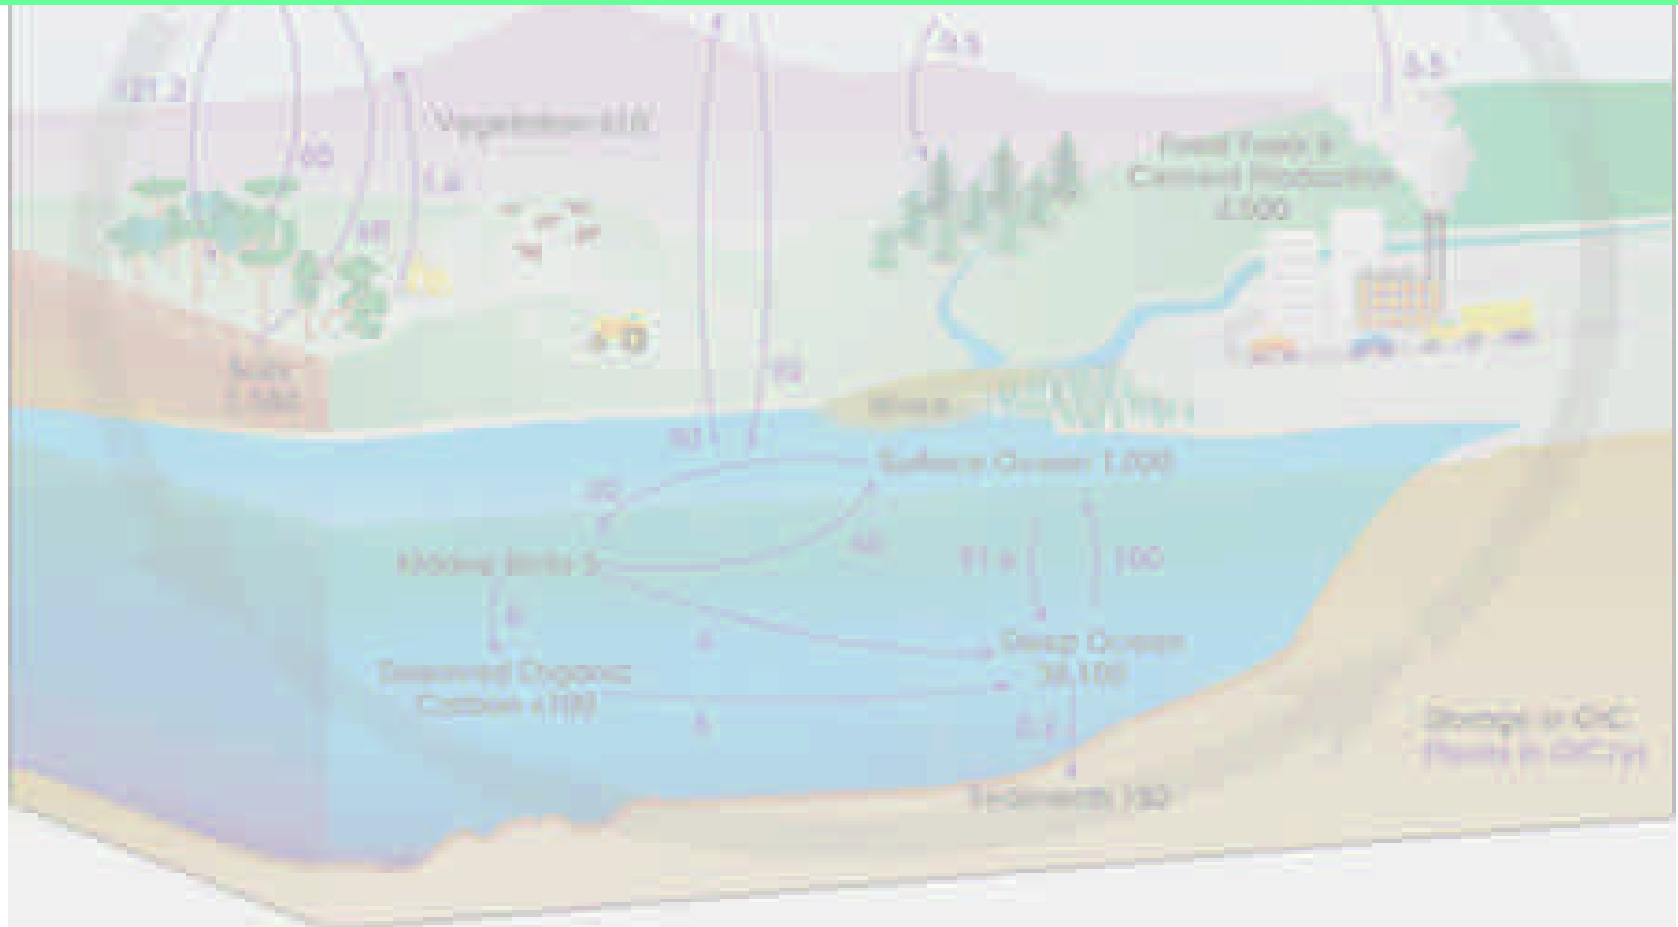 5.5
121.3
Vegetation 610
60
Fossil Fuels &
Cement Production
4,000
1.6
60
Soils
1,580
92
Rivers
90
Surface Ocean 1,020
50
40
Marine Biota 3
91.6
100
6
4
Deep Ocean
38,100
Dissolved Organic
Carbon <700
6
0.2
Sediments 150
Storage in GtC
Fluxes in GtC/yr